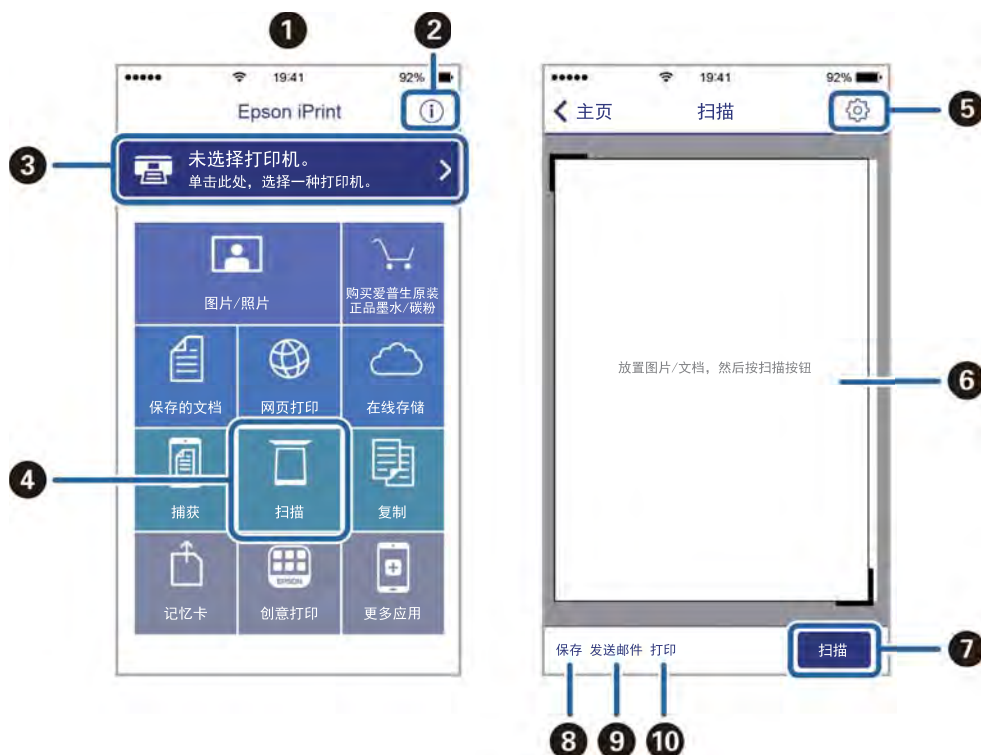 1
2
●●●●● 19:41 92%
Epson iPrint
i
3
未选择打印机。
单击此处，选择一种打印机。
图片/照片
购买爱普生原装
正品墨水/碳粉
保存的文档
网页打印
在线存储
4
捕获
扫描
复制
记忆卡
EPSON
创意打印
更多应用
●●●●● 19:41 92%
主页
扫描
5
放置图片/文档，然后按扫描按钮
6
保存 发送邮件 打印
扫描
7
8
9
10